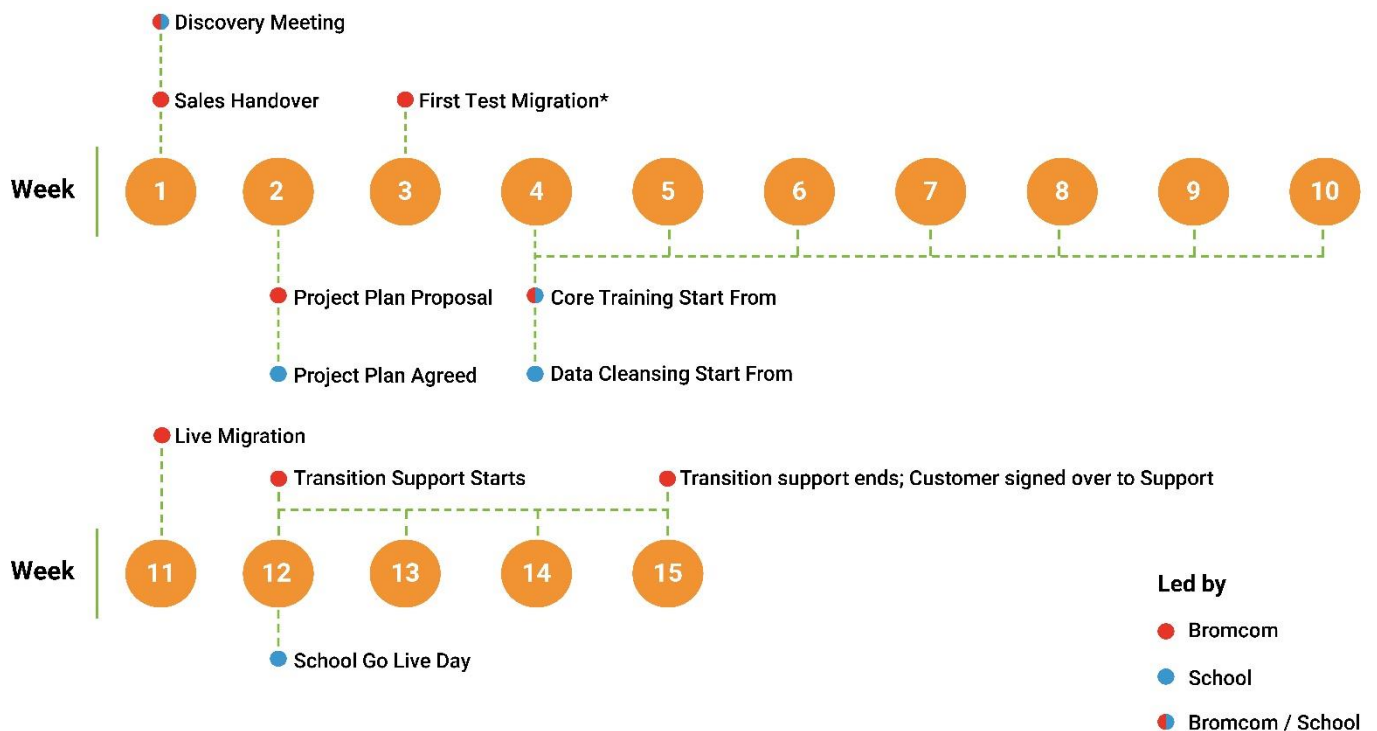 Discovery Meeting
Sales Handover
First Test Migration*
Week
1
2
3
4
5
6
7
8
9
10
Project Plan Proposal
Core Training Start From
Project Plan Agreed
Data Cleansing Start From
Live Migration
Transition Support Starts
Transition support ends; Customer signed over to Support
Week
11
12
13
14
15
School Go Live Day
Led by
Bromcom
School
Bromcom / School